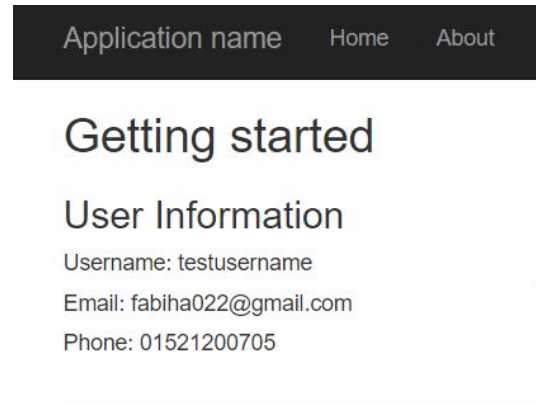 Application name Home About
Getting started
User Information
Username: testusername
Email: fabiha022@gmail.com
Phone: 01521200705